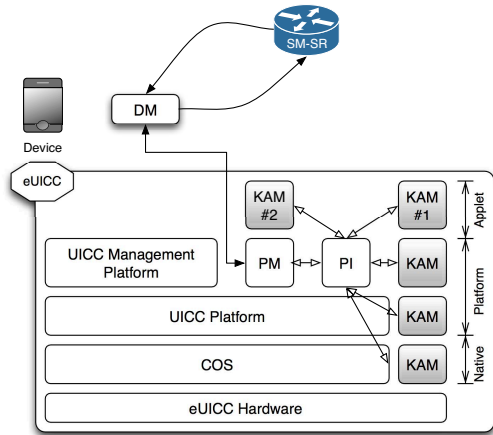 SM-SR
DM
Device
eUICC
KAM
#2
KAM
#1
Applet
UICC Management
Platform
PM
PI
KAM
Platform
UICC Platform
KAM
COS
KAM
Native
eUICC Hardware